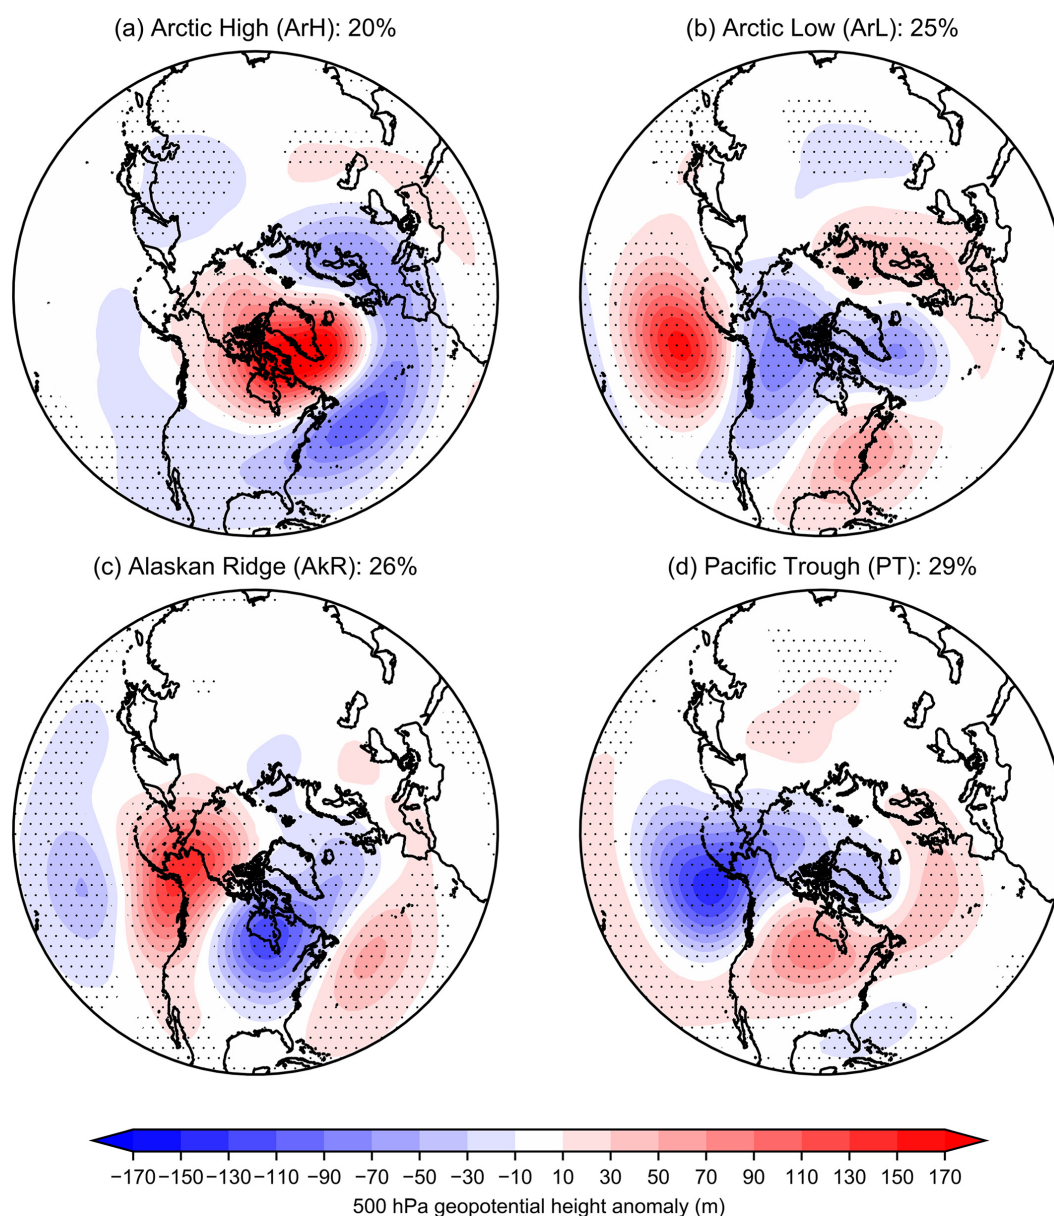 (a) Arctic High (ArH): 20%
(b) Arctic Low (ArL): 25%
(c) Alaskan Ridge (AkR): 26%
(d) Pacific Trough (PT): 29%
−170 −150 −130 −110 −90 −70 −50 −30 −10 10 30 50 70 90 110 130 150 170
500 hPa geopotential height anomaly (m)